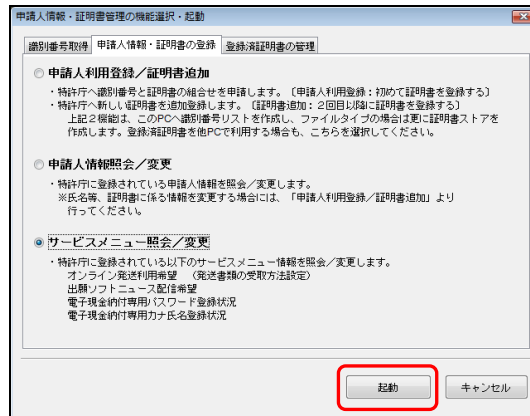 申請人情報・証明書管理の機能選択・起動
識別番号取得 申請人情報・証明書の登録 登録済証明書の管理
申請人利用登録／証明書追加
・特許庁へ識別番号と証明書の組合せを申請します。〔申請人利用登録：初めて証明書を登録する〕
・特許庁へ新しい証明書を追加登録します。〔証明書追加：２回目以降に証明書を登録する〕
上記２機能は、このPCへ識別番号リストを作成し、ファイルタイプの場合は更に証明書ストアを
作成します。登録済証明書を他PCで利用する場合も、こちらを選択してください。
申請人情報照会／変更
・特許庁に登録されている申請人情報を照会／変更します。
※氏名等、証明書に係る情報を変更する場合には、「申請人利用登録／証明書追加」より
行ってください。
サービスメニュー照会／変更
・特許庁に登録されている以下のサービスメニュー情報を照会／変更します。
オンライン発送利用希望 （発送書類の受取方法設定）
出願ソフトニュース配信希望
電子現金納付専用パスワード登録状況
電子現金納付専用カナ氏名登録状況
起動 キャンセル